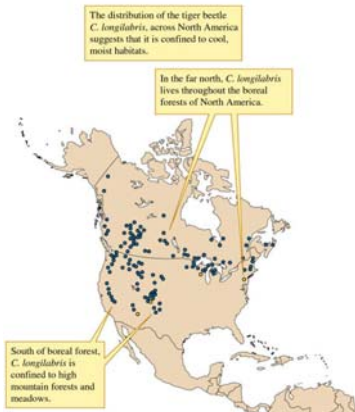 The distribution of the tiger beetle
C. longilabris, across North America
suggests that it is confined to cool,
moist habitats.
In the far north, C. longilabris
lives throughout the boreal
forests of North America.
South of boreal forest,
C. longilabris is
confined to high
mountain forests and
meadows.